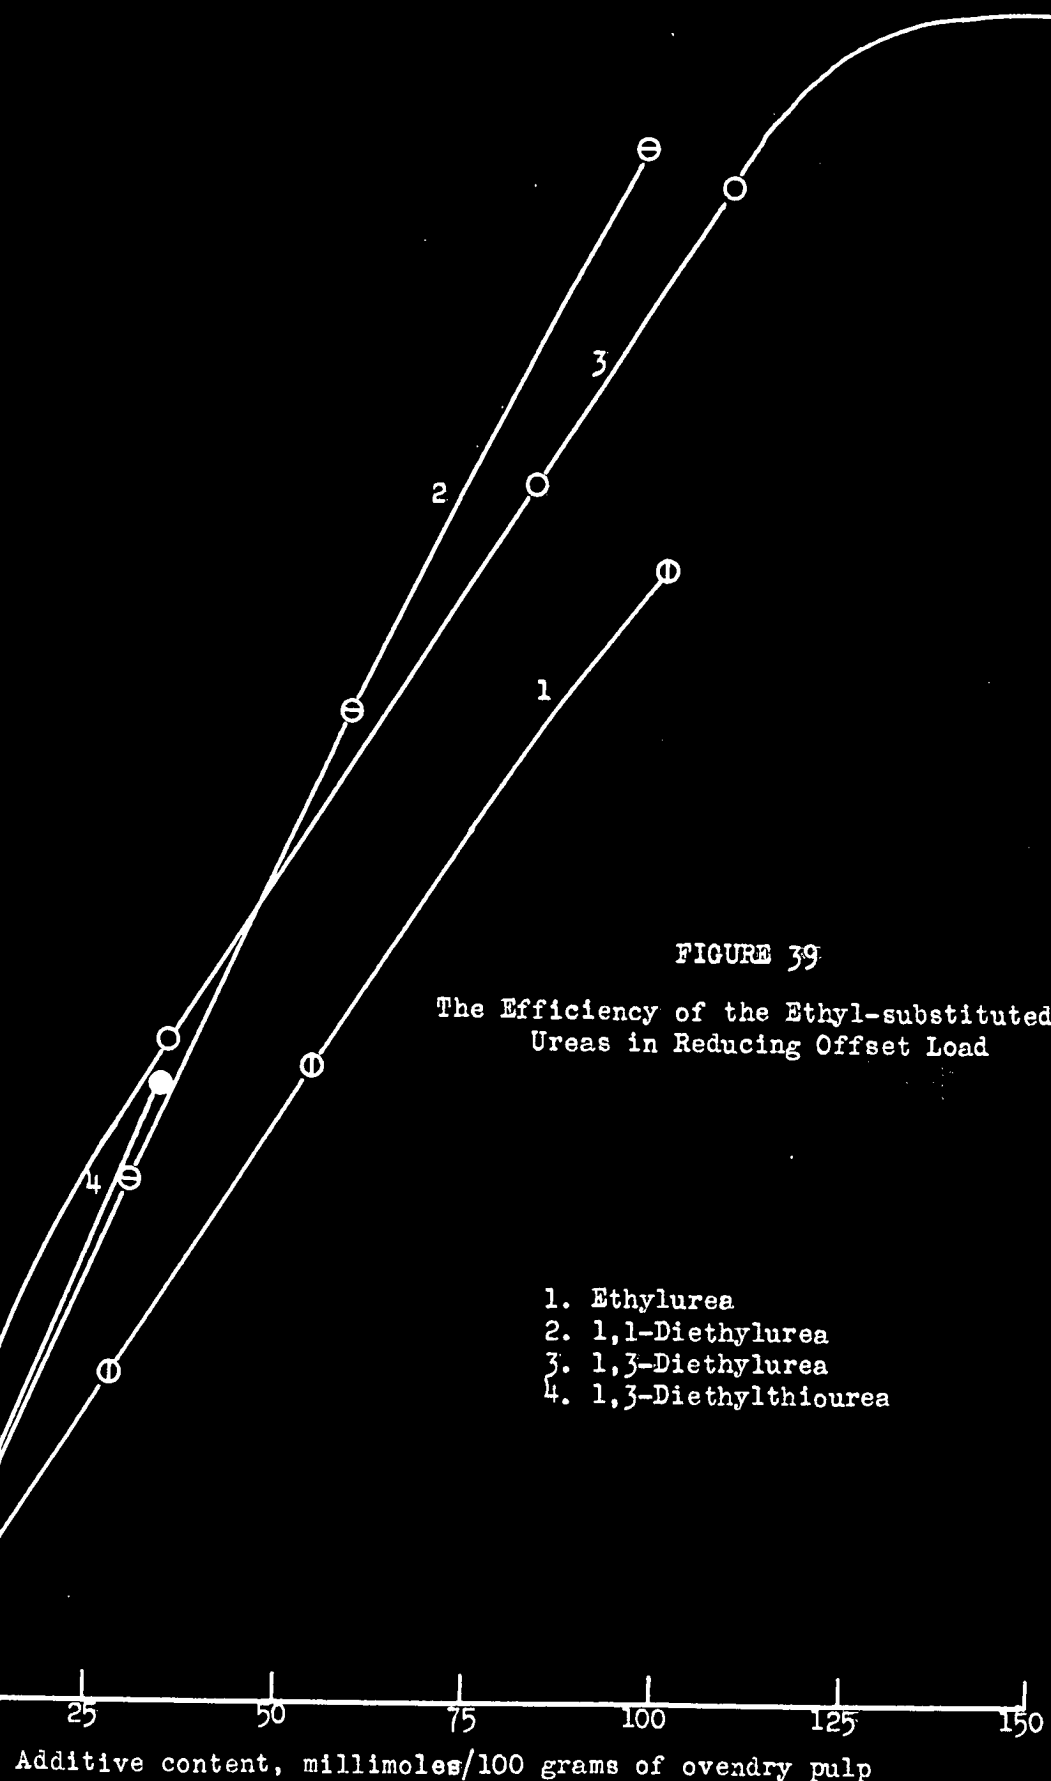 2
3
1
FIGURE 39
The Efficiency of the Ethyl-substituted
Ureas in Reducing Offset Load
4
1. Ethylurea
2. 1,1-Diethylurea
3. 1,3-Diethylurea
4. 1,3-Diethylthiourea
25 50 75 100 125 150
Additive content, millimoles/100 grams of ovendry pulp